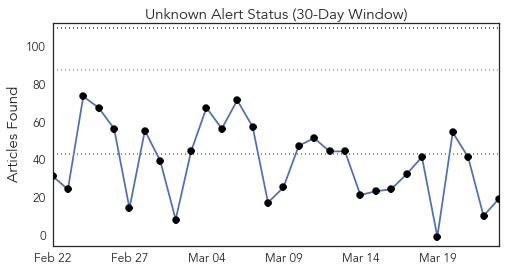 Unknown Alert Status (30-Day Window)
Articles Found
100
80
60
40
20
0
Feb 22 Feb 27 Mar 04 Mar 09 Mar 14 Mar 19